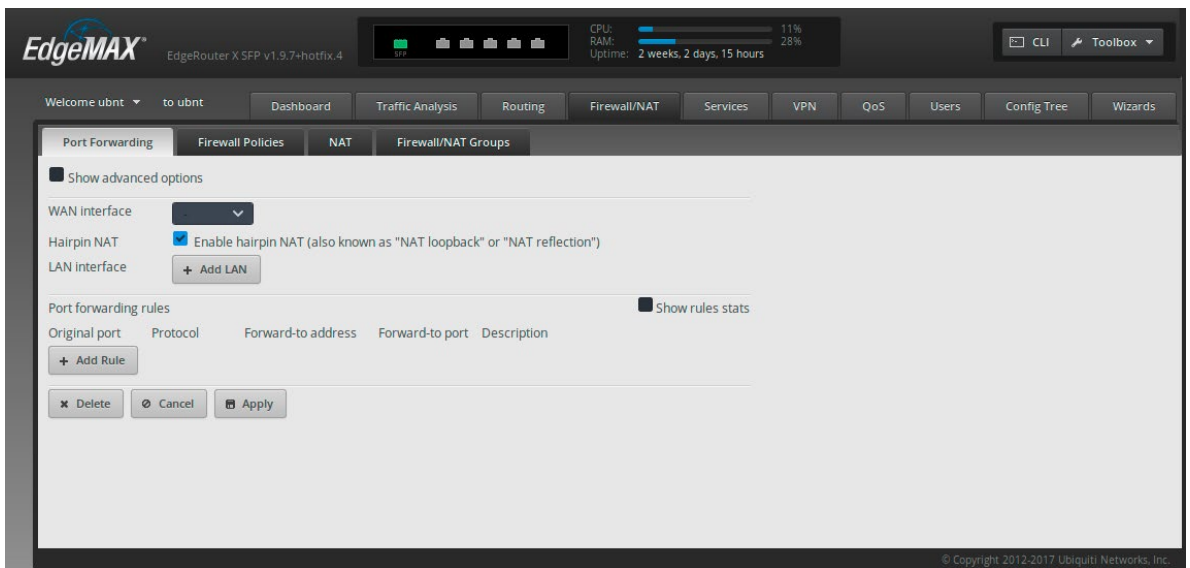 EdgeMAX® EdgeRouter X SFP v1.9.7+hotfix.4
SFP
CPU: 11%
RAM: 28%
Uptime: 2 weeks, 2 days, 15 hours
CLI Toolbox
Welcome ubnt to ubnt
Dashboard Traffic Analysis Routing Firewall/NAT Services VPN QoS Users Config Tree Wizards
Port Forwarding Firewall Policies NAT Firewall/NAT Groups
Show advanced options
WAN interface -
Hairpin NAT Enable hairpin NAT (also known as "NAT loopback" or "NAT reflection")
LAN interface + Add LAN
Port forwarding rules Show rules stats
Original port Protocol Forward-to address Forward-to port Description
+ Add Rule
Delete Cancel Apply
© Copyright 2012-2017 Ubiquiti Networks, Inc.